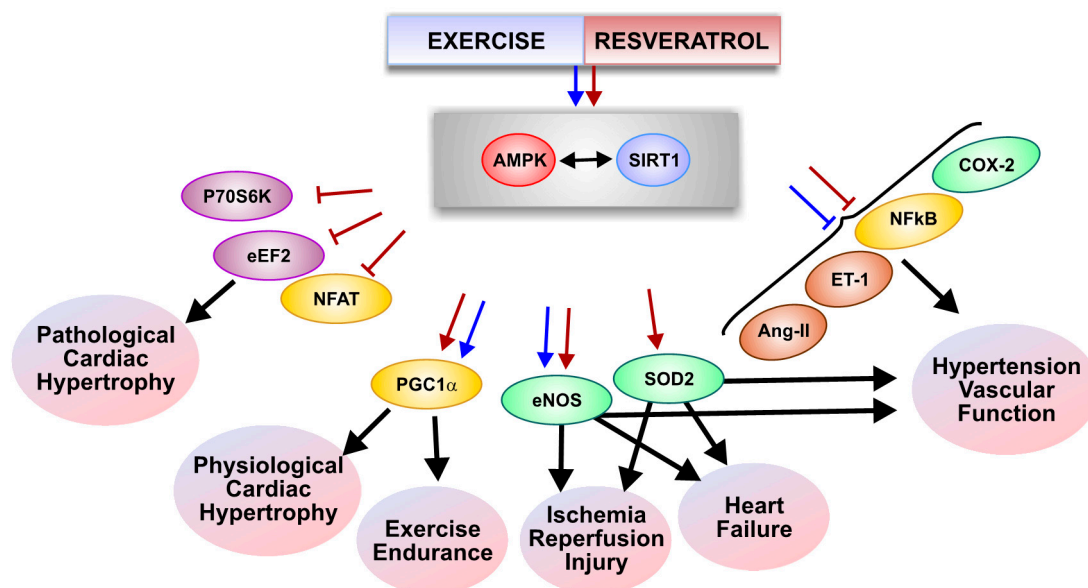 EXERCISE
RESVERATROL
AMPK
SIRT1
COX-2
P70S6K
NFkB
eEF2
ET-1
NFAT
Ang-II
Pathological
Cardiac
Hypertrophy
PGC1α
eNOS
SOD2
Hypertension
Vascular
Function
Physiological
Cardiac
Hypertrophy
Exercise
Endurance
Ischemia
Reperfusion
Injury
Heart
Failure